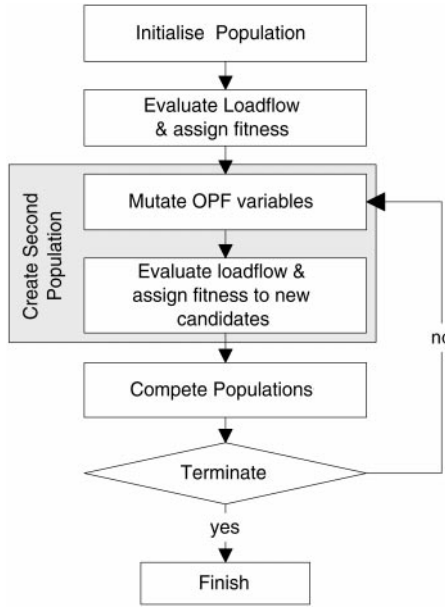 Initialise Population
Evaluate Loadflow
& assign fitness
Create Second
Population
Mutate OPF variables
Evaluate loadflow &
assign fitness to new
candidates
no
Compete Populations
Terminate
yes
Finish